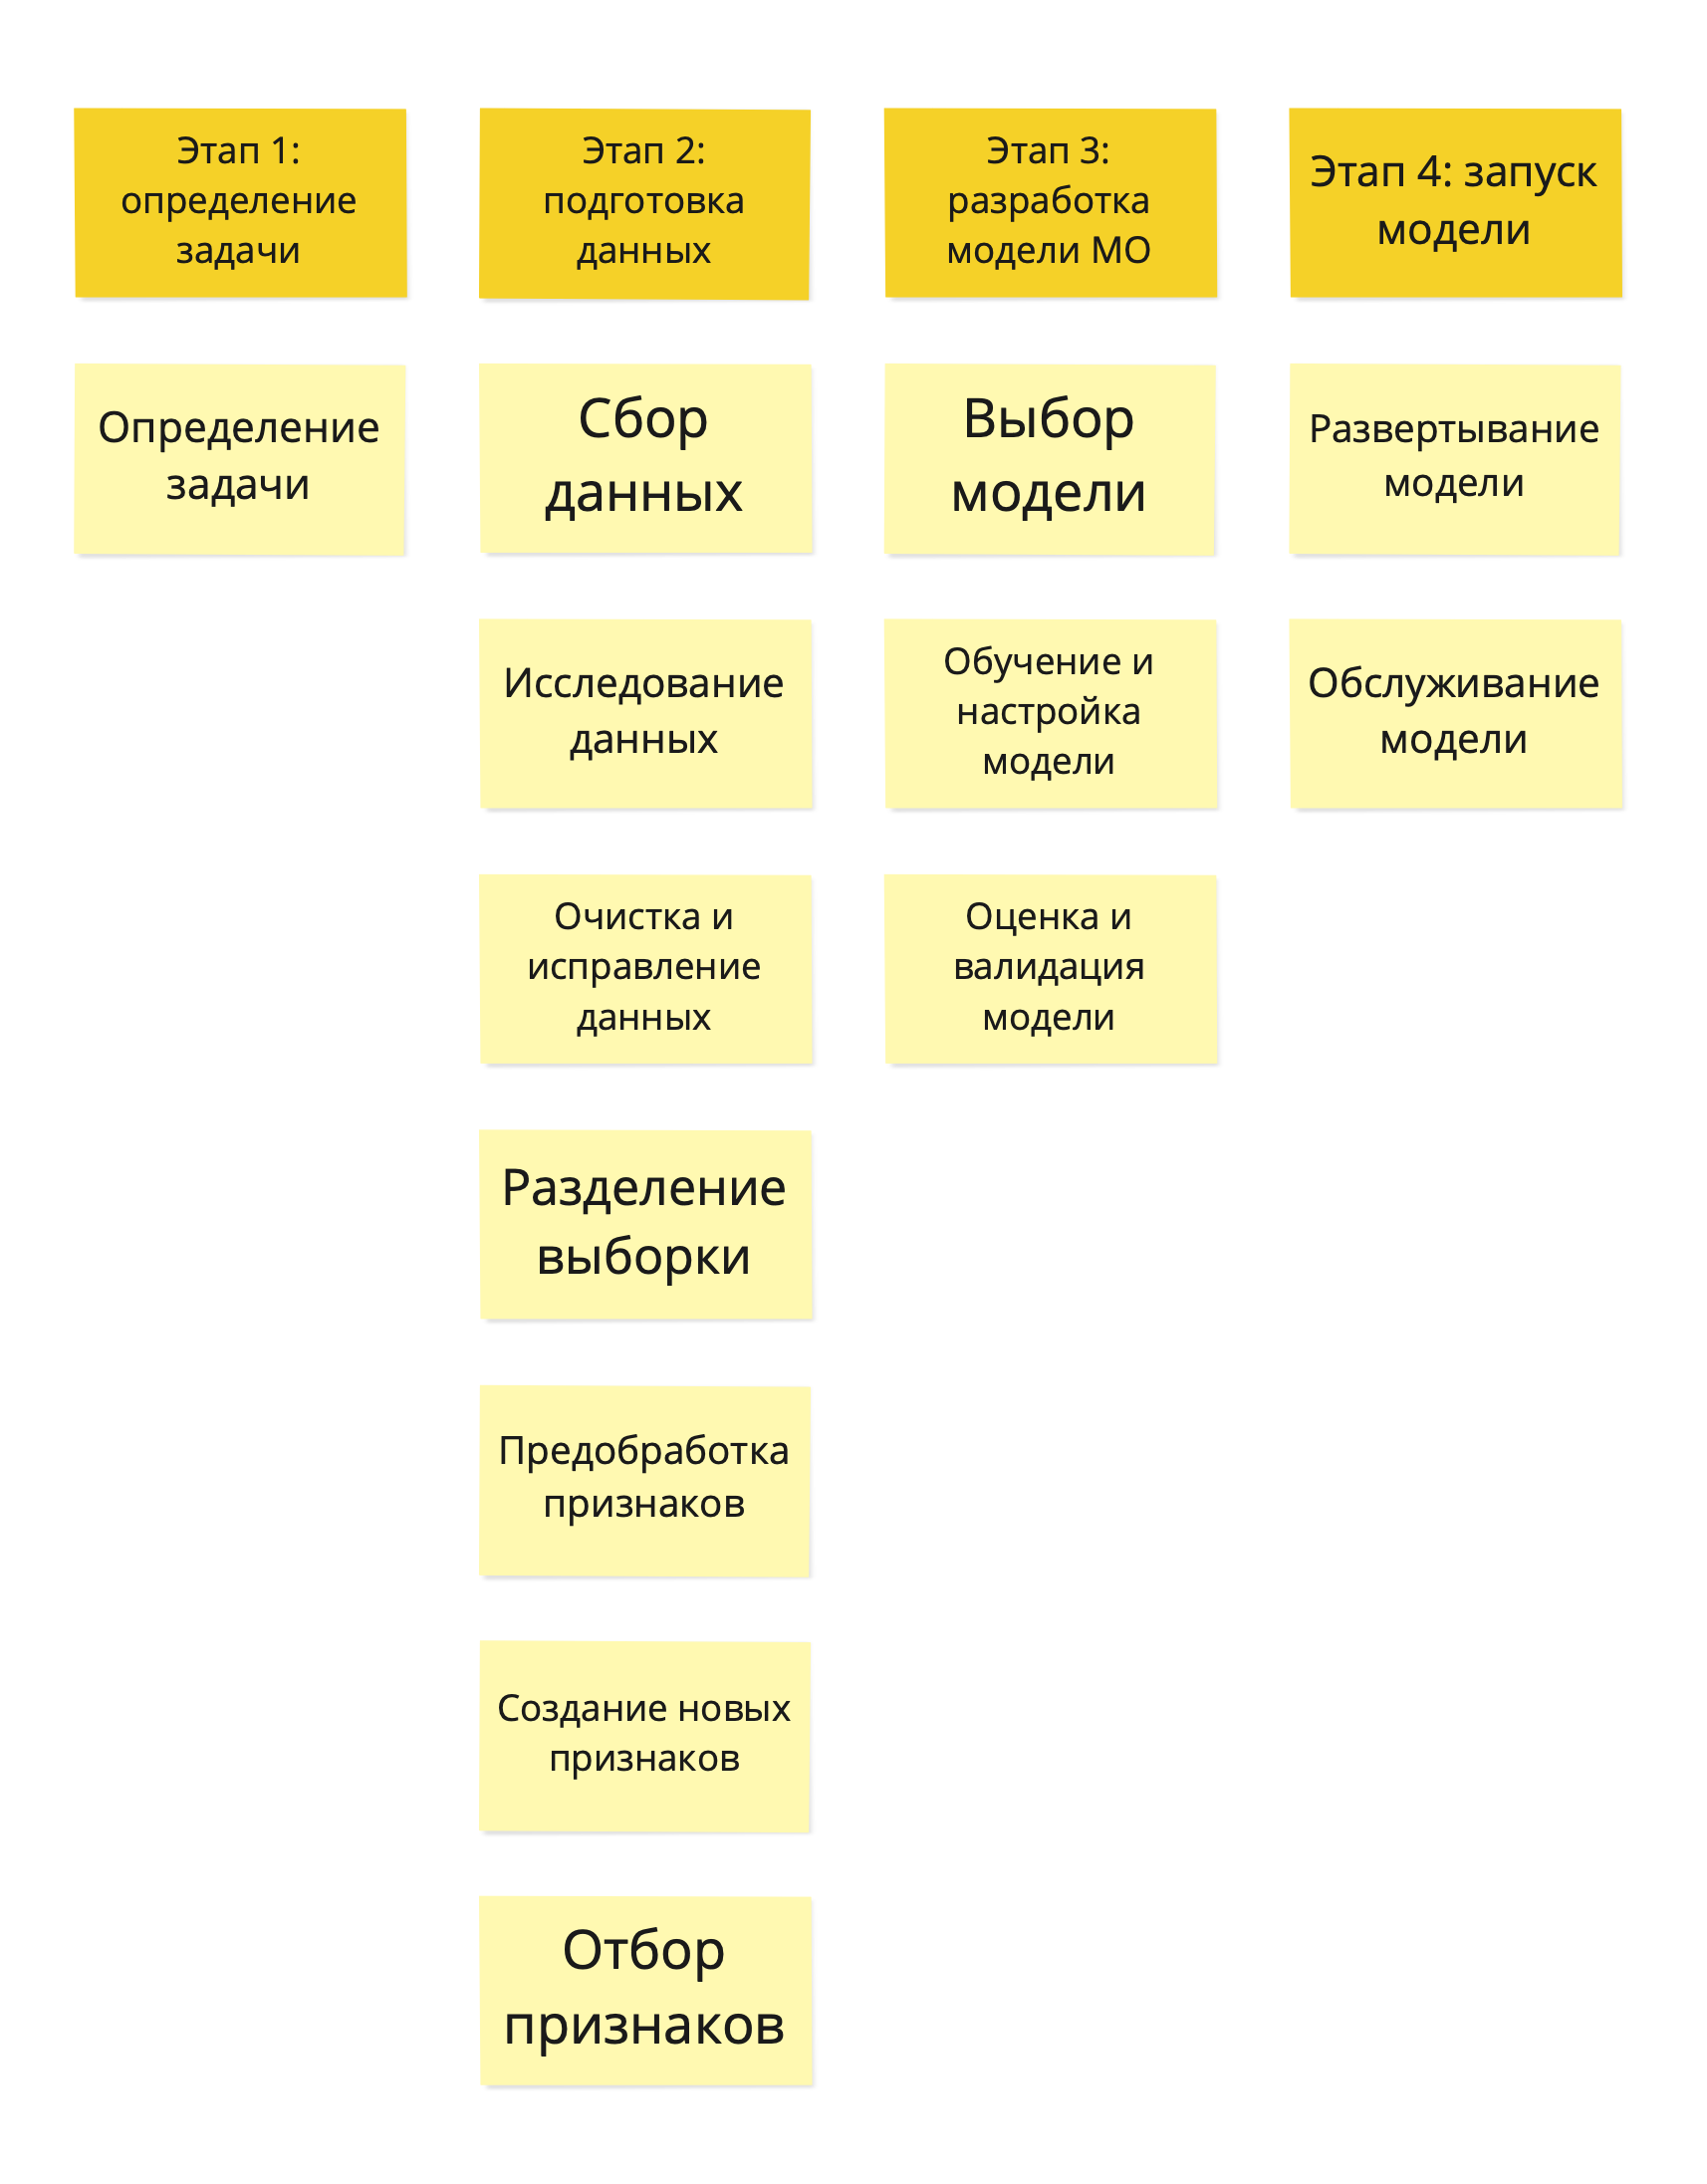 Этап 1:
определение
задачи
Этап 2:
подготовка
данных
Этап 3:
разработка
модели МО
Этап 4: запуск
модели
Определение
задачи
Сбор
данных
Выбор
модели
Развертывание
модели
Исследование
данных
Обучение и
настройка
модели
Обслуживание
модели
Очистка и
исправление
данных
Оценка и
валидация
модели
Разделение
выборки
Предобработка
признаков
Создание новых
признаков
Отбор
признаков